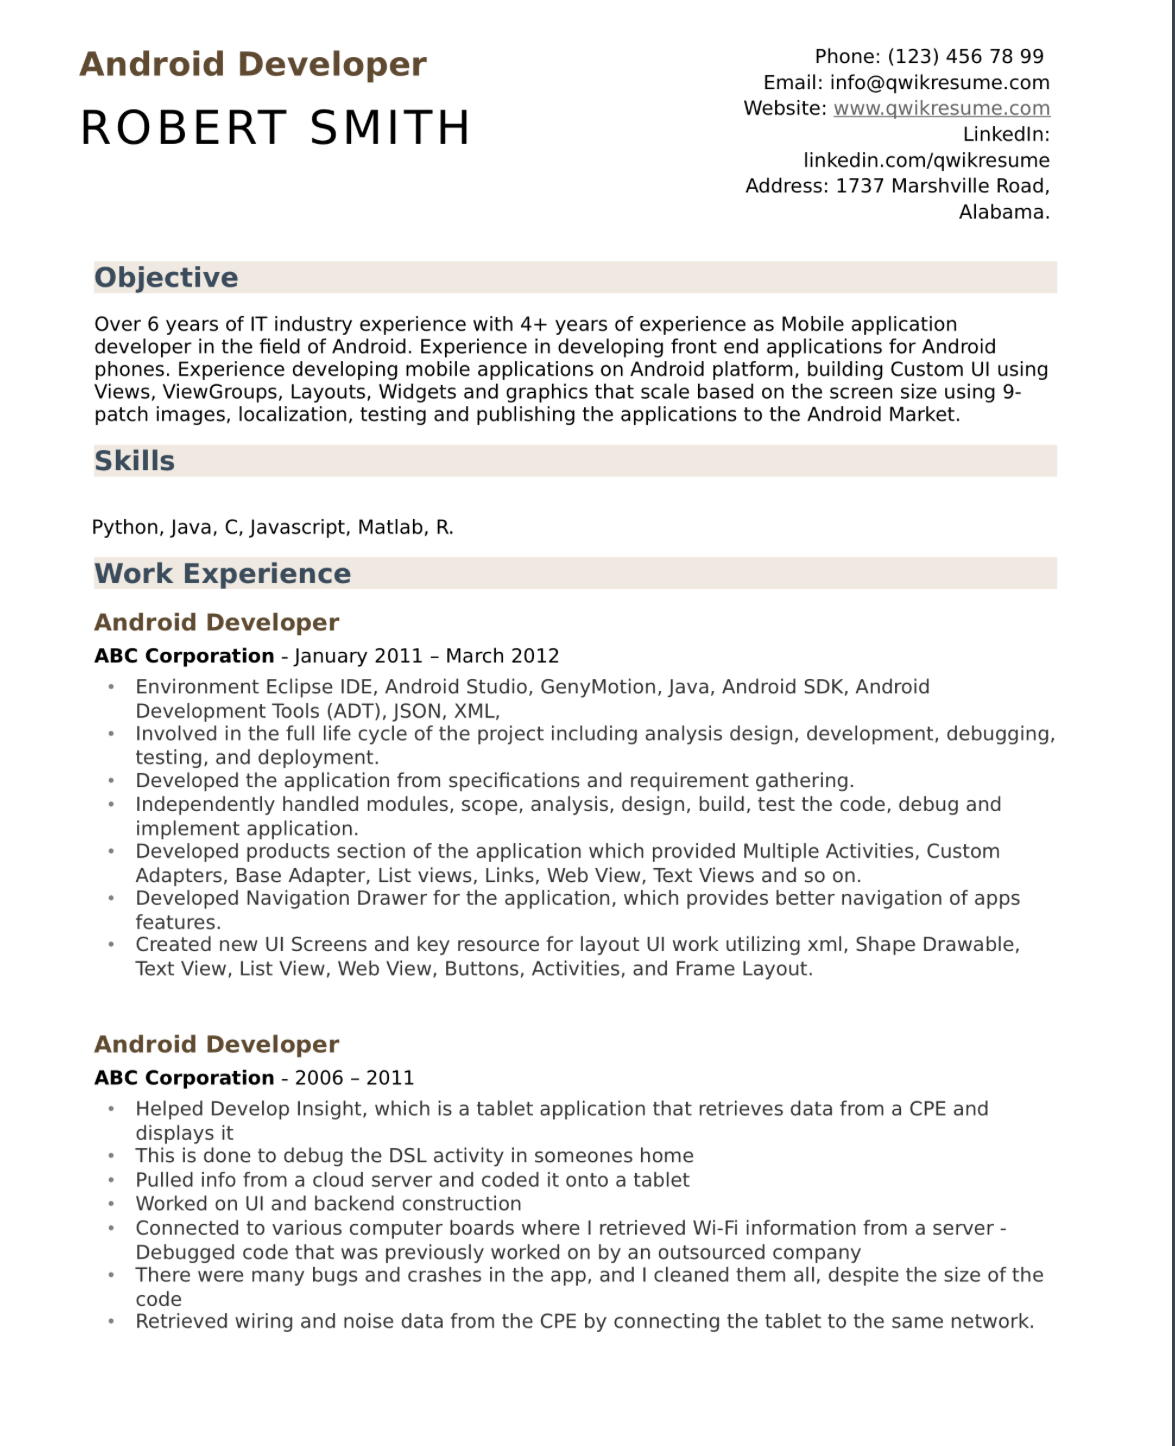 Android Developer
ROBERT SMITH
Phone: (123) 456 78 99
Email: info@qwikresume.com
Website: www.qwikresume.com
LinkedIn:
linkedin.com/qwikresume
Address: 1737 Marshville Road,
Alabama.
Objective
Over 6 years of IT industry experience with 4+ years of experience as Mobile application
developer in the field of Android. Experience in developing front end applications for Android
phones. Experience developing mobile applications on Android platform, building Custom UI using
Views, ViewGroups, Layouts, Widgets and graphics that scale based on the screen size using 9-
patch images, localization, testing and publishing the applications to the Android Market.
Skills
Python, Java, C, Javascript, Matlab, R.
Work Experience
Android Developer
ABC Corporation - January 2011 – March 2012
• Environment Eclipse IDE, Android Studio, GenyMotion, Java, Android SDK, Android
Development Tools (ADT), JSON, XML,
• Involved in the full life cycle of the project including analysis design, development, debugging,
testing, and deployment.
• Developed the application from specifications and requirement gathering.
• Independently handled modules, scope, analysis, design, build, test the code, debug and
implement application.
• Developed products section of the application which provided Multiple Activities, Custom
Adapters, Base Adapter, List views, Links, Web View, Text Views and so on.
• Developed Navigation Drawer for the application, which provides better navigation of apps
features.
• Created new UI Screens and key resource for layout UI work utilizing xml, Shape Drawable,
Text View, List View, Web View, Buttons, Activities, and Frame Layout.
Android Developer
ABC Corporation - 2006 – 2011
• Helped Develop Insight, which is a tablet application that retrieves data from a CPE and
displays it
• This is done to debug the DSL activity in someones home
• Pulled info from a cloud server and coded it onto a tablet
• Worked on UI and backend construction
• Connected to various computer boards where I retrieved Wi-Fi information from a server -
Debugged code that was previously worked on by an outsourced company
• There were many bugs and crashes in the app, and I cleaned them all, despite the size of the
code
• Retrieved wiring and noise data from the CPE by connecting the tablet to the same network.